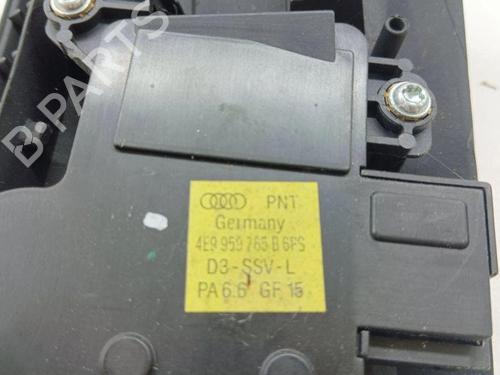 B-PARTS
PNT
Germany
4E9 959 765 B 6PS
D3-SSV-L
PA 6.6 GF 15